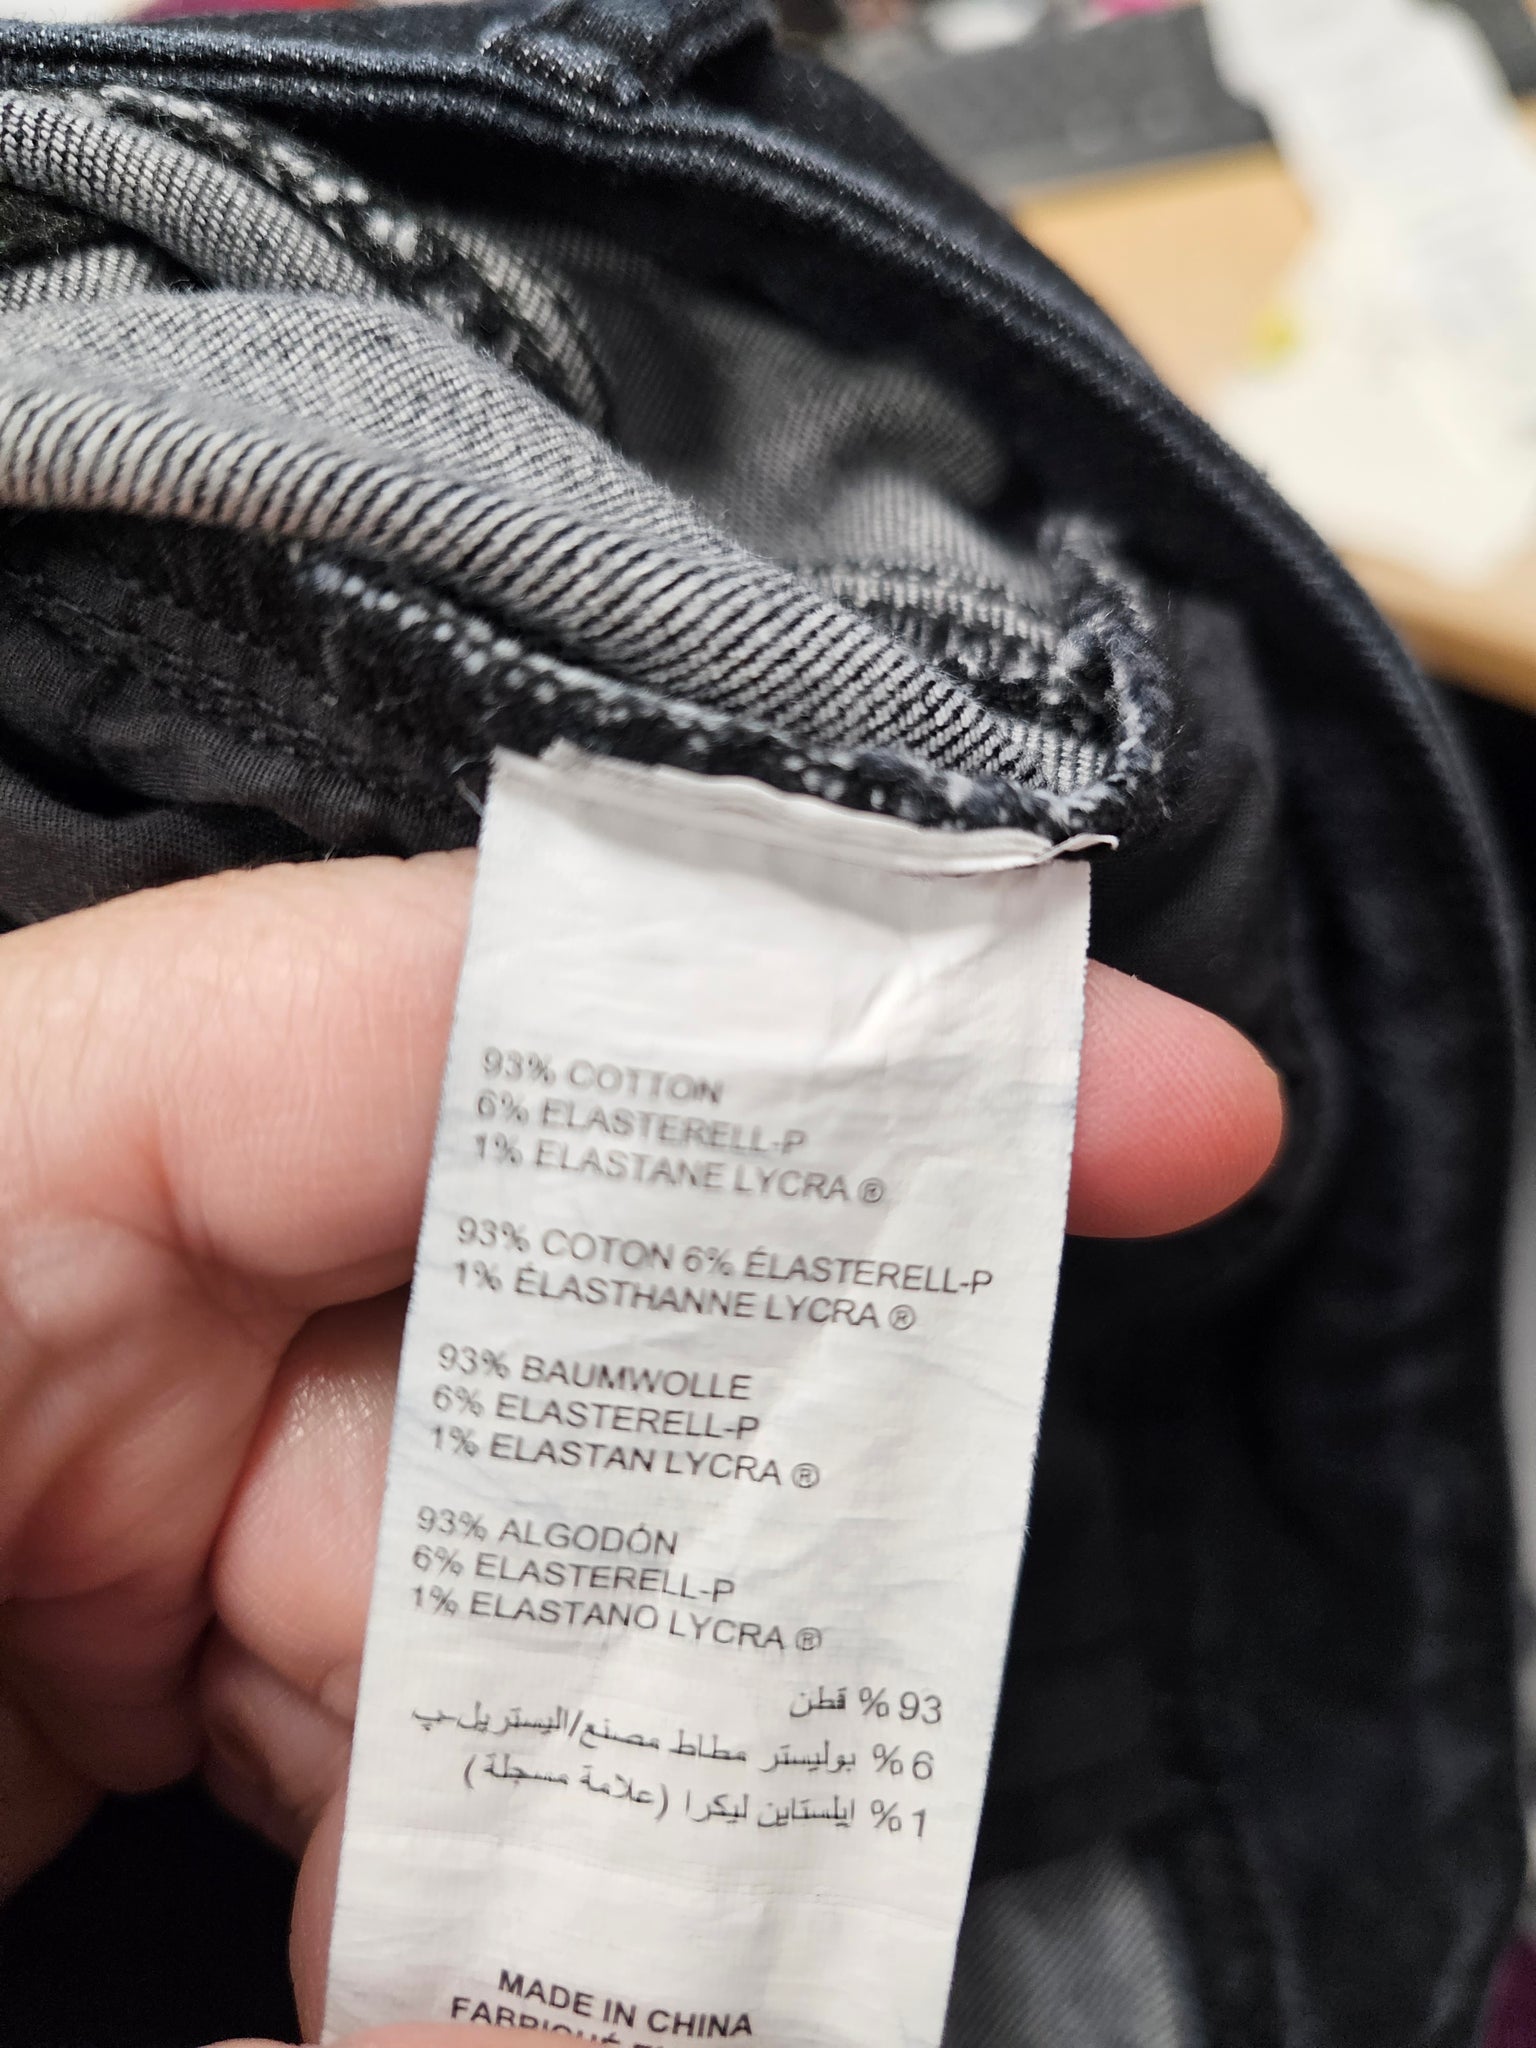 93% COTTON
6% ELASTERELL-P
1% ELASTANE LYCRA ®
93% COTON 6% ÉLASTERELL-P
1% ÉLASTHANNE LYCRA ®
93% BAUMWOLLE
6% ELASTERELL-P
1% ELASTAN LYCRA ®
93% ALGODÓN
6% ELASTERELL-P
1% ELASTANO LYCRA ®
93 % قطن
6 % بوليستر مطاط مصنع/اليستريل-پ
1 % ايلستاين ليكرا (علامة مسجلة)
MADE IN CHINA
FABRIQUÉ